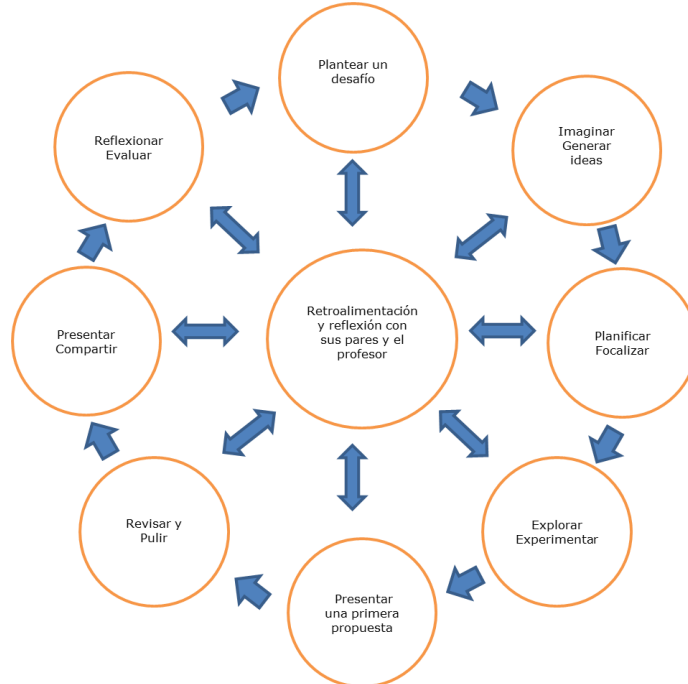 Plantear un
desafío
Imaginar
Generar
ideas
Planificar
Focalizar
Explorar
Experimentar
Presentar
una primera
propuesta
Revisar y
Pulir
Presentar
Compartir
Reflexionar
Evaluar
Retroalimentación
y reflexión con
sus pares y el
profesor